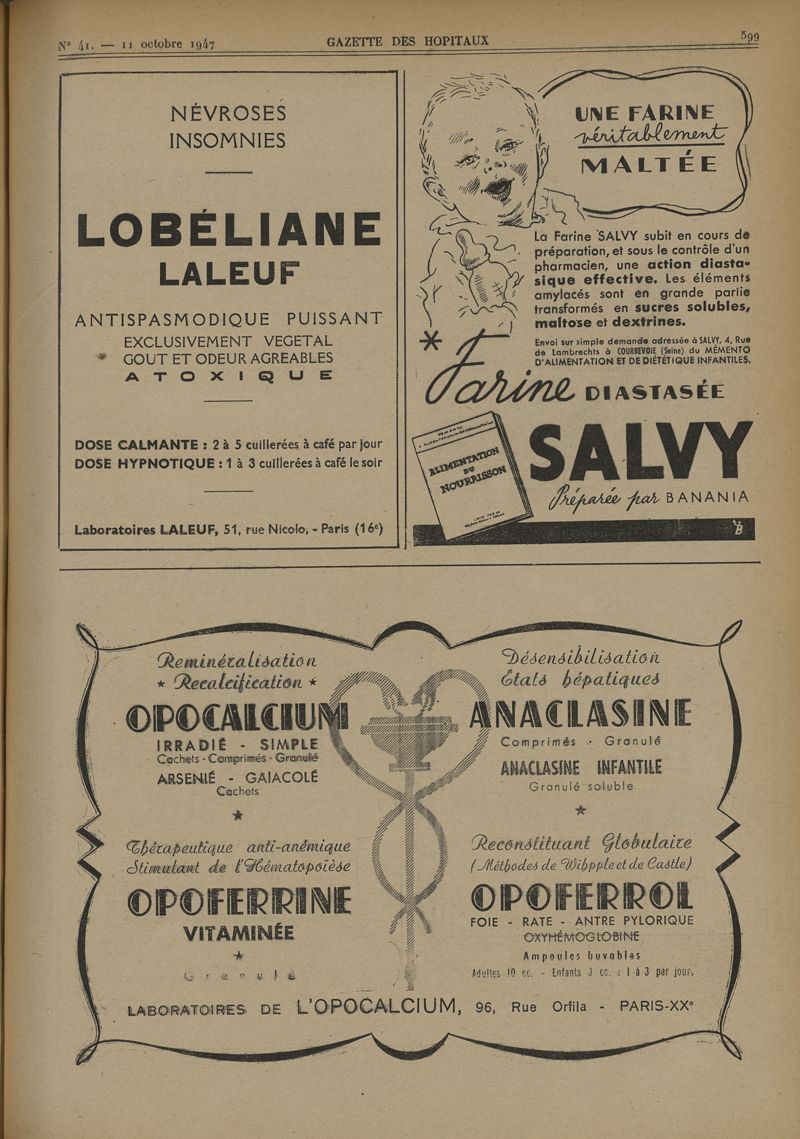 N° 41. — 11 octobre 1947
GAZETTE DES HOPITAUX
599
NÉVROSES
INSOMNIES
LOBÉLIANE
LALEUF
ANTISPASMODIQUE PUISSANT
EXCLUSIVEMENT VEGETAL
GOUT ET ODEUR AGREABLES
ATOXIQUE
DOSE CALMANTE : 2 à 5 cuillerées à café par jour
DOSE HYPNOTIQUE : 1 à 3 cuillerées à café le soir
Laboratoires LALEUF, 51, rue Nicolo, - Paris (16e)
UNE FARINE
véritablement
MALTÉE
La Farine SALVY subit en cours de
préparation, et sous le contrôle d'un
pharmacien, une action diasta-
sique effective. Les éléments
amylacés sont en grande partie
transformés en sucres solubles,
maltose et dextrines.
Envoi sur simple demande adressée à SALVY, 4, Rue
de Lambrechts à COURBEVOIE (Seine) du MÉMENTO
D'ALIMENTATION ET DE DIÉTÉTIQUE INFANTILES.
Farine DIASTASÉE
SALVY
Préparée par BANANIA
ALIMENTATION
DU
NOURRISSON
B
Reminéralisation
★ Recalcification ★
OPOCALCIUM
IRRADIÉ - SIMPLE
Cachets - Comprimés - Granulé
ARSENIÉ - GAIACOLÉ
Cachets
Désensibilisation
États hépatiques
ANACLASINE
Comprimés - Granulé
ANACLASINE INFANTILE
Granulé soluble
Thérapeutique anti-anémique
Stimulant de l'Hématopoïèse
OPOFERRINE
VITAMINÉE
Granulé
Reconstituant Globulaire
(Méthodes de Whipple et de Castle)
OPOFERROL
FOIE - RATE - ANTRE PYLORIQUE
OXYHÉMOGLOBINE
Ampoules buvables
Adultes 10 cc. - Enfants 3 cc. : 1 à 3 par jour.
LABORATOIRES DE L'OPOCALCIUM, 96, Rue Orfila - PARIS-XXe